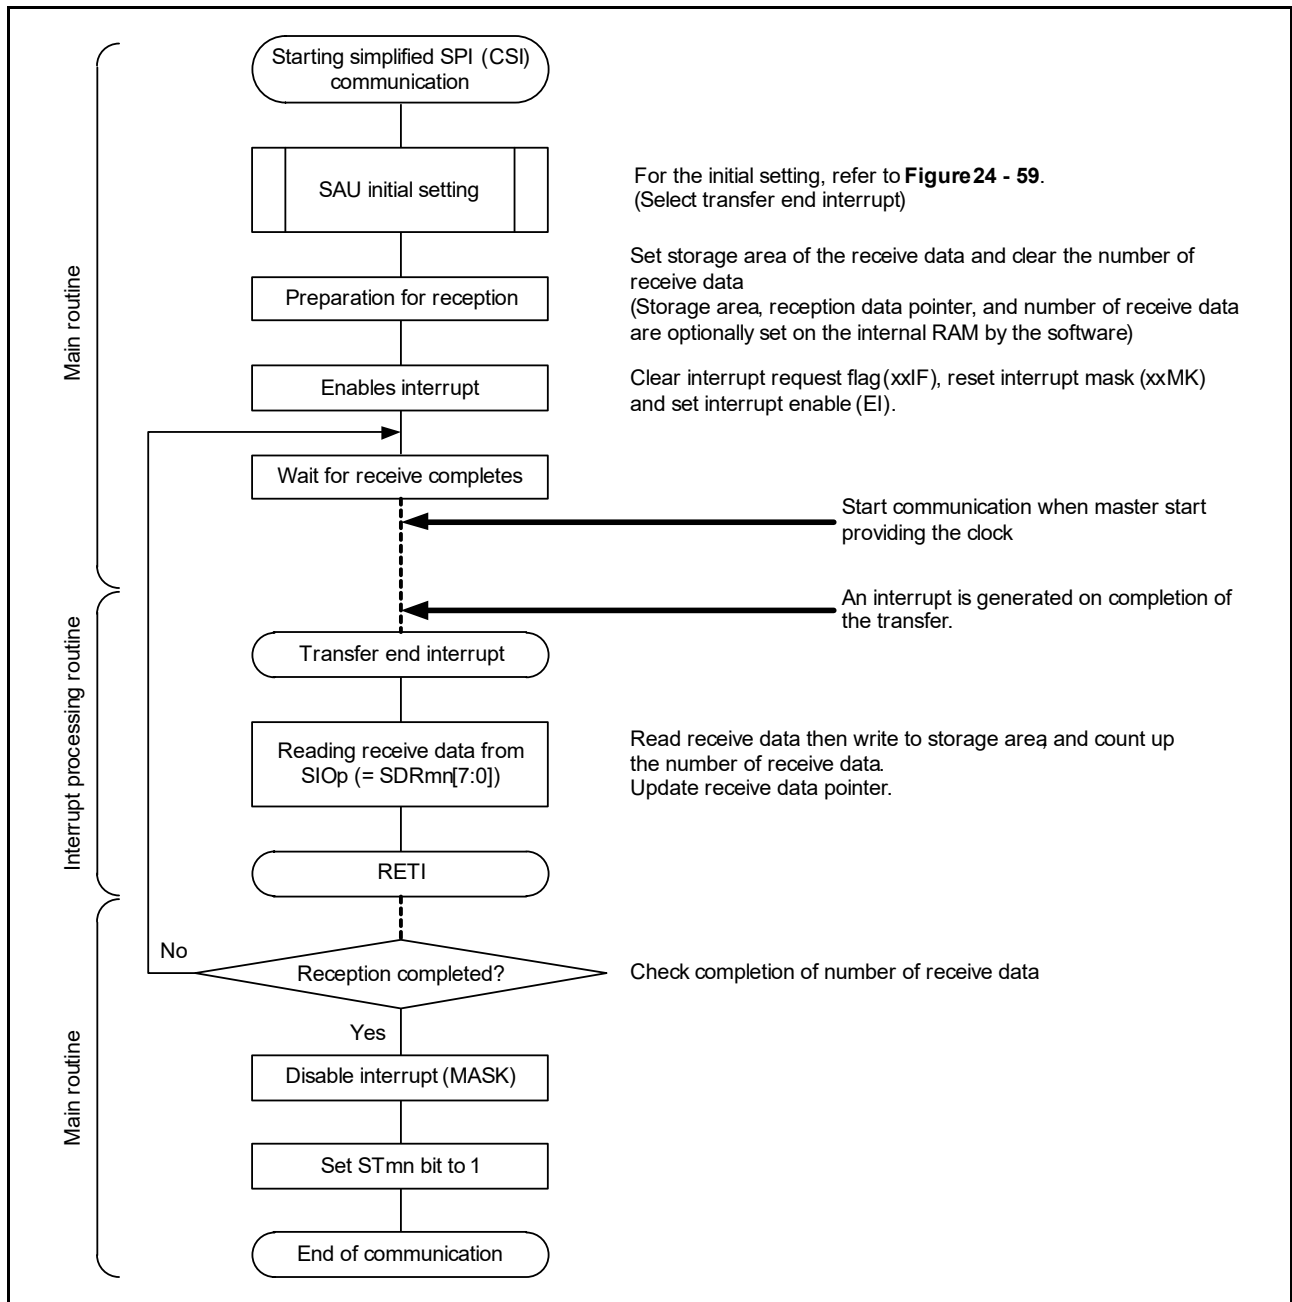 Starting simplified SPI (CSI)
communication
SAU initial setting
For the initial setting, refer to Figure 24 - 59.
(Select transfer end interrupt)
Set storage area of the receive data and clear the number of
receive data
(Storage area, reception data pointer, and number of receive data
are optionally set on the internal RAM by the software)
Preparation for reception
Main routine
Enables interrupt
Clear interrupt request flag (xxIF), reset interrupt mask (xxMK)
and set interrupt enable (EI).
Wait for receive completes
Start communication when master start
providing the clock
An interrupt is generated on completion of
the transfer.
Transfer end interrupt
Interrupt processing routine
Reading receive data from
SIOp (= SDRmn[7:0])
Read receive data then write to storage area, and count up
the number of receive data.
Update receive data pointer.
RETI
No
Reception completed?
Check completion of number of receive data
Yes
Main routine
Disable interrupt (MASK)
Set STmn bit to 1
End of communication